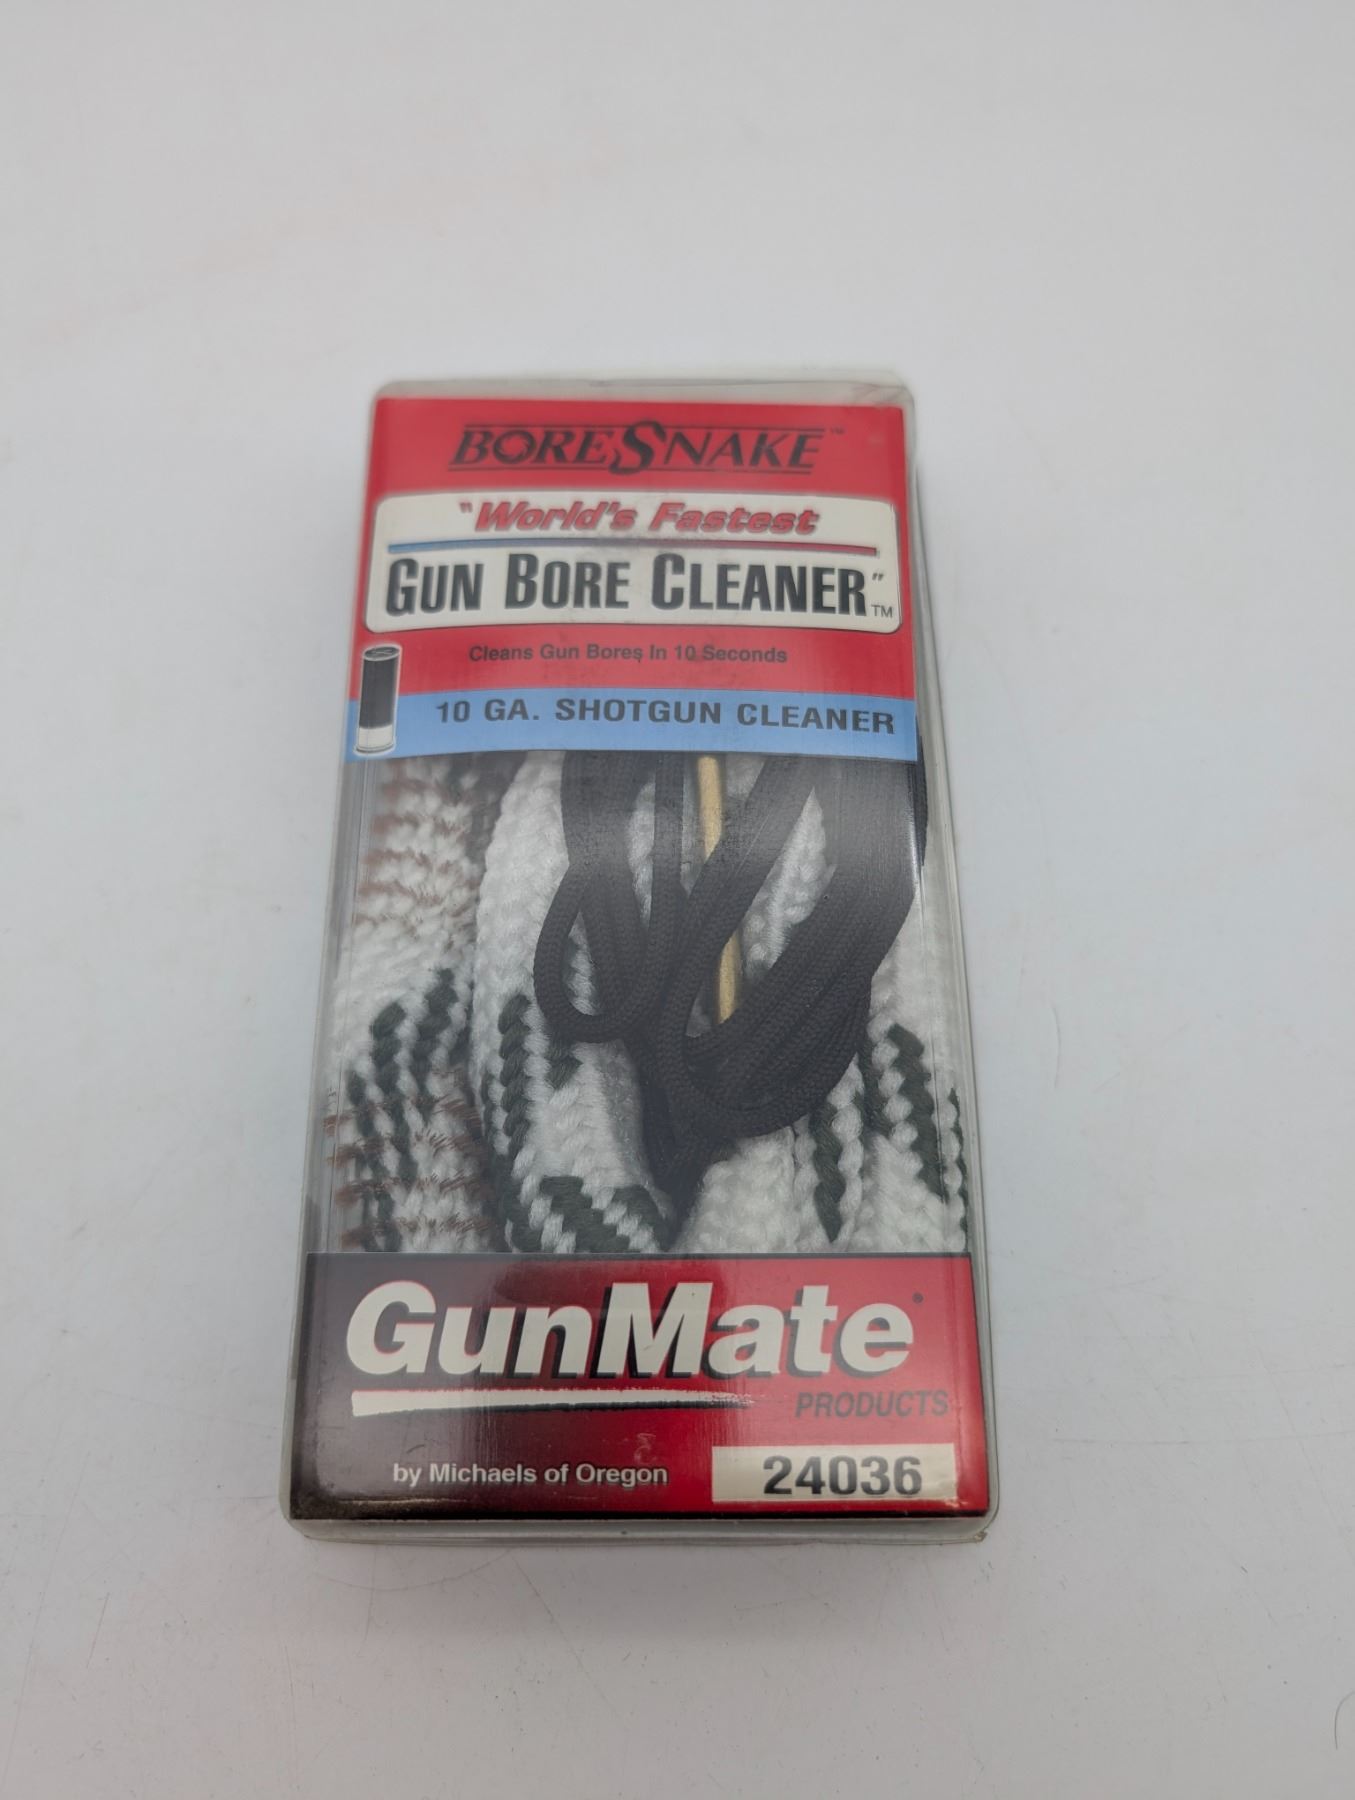 BORESNAKE™
"World's Fastest
GUN BORE CLEANER"™
Cleans Gun Bores In 10 Seconds
10 GA. SHOTGUN CLEANER
GunMate®
PRODUCTS
by Michaels of Oregon
24036